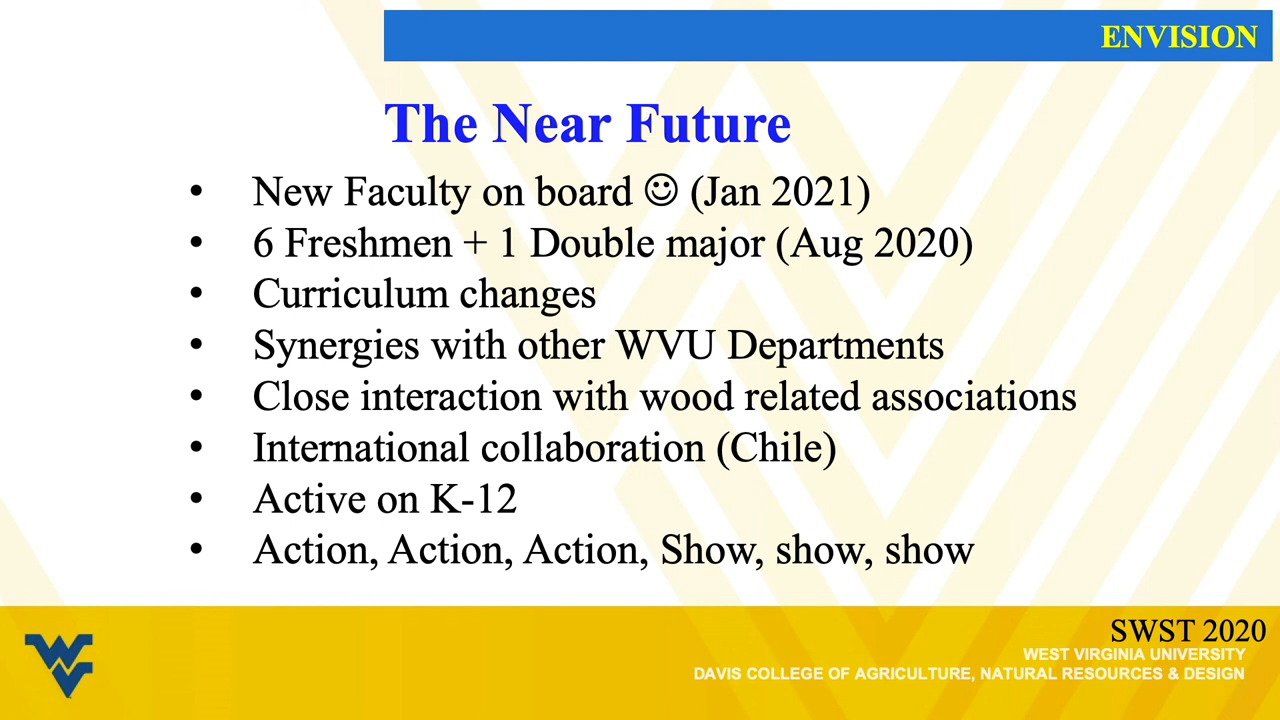 ENVISION
The Near Future
• New Faculty on board ☺ (Jan 2021)
• 6 Freshmen + 1 Double major (Aug 2020)
• Curriculum changes
• Synergies with other WVU Departments
• Close interaction with wood related associations
• International collaboration (Chile)
• Active on K-12
• Action, Action, Action, Show, show, show
SWST 2020
WEST VIRGINIA UNIVERSITY
DAVIS COLLEGE OF AGRICULTURE, NATURAL RESOURCES & DESIGN